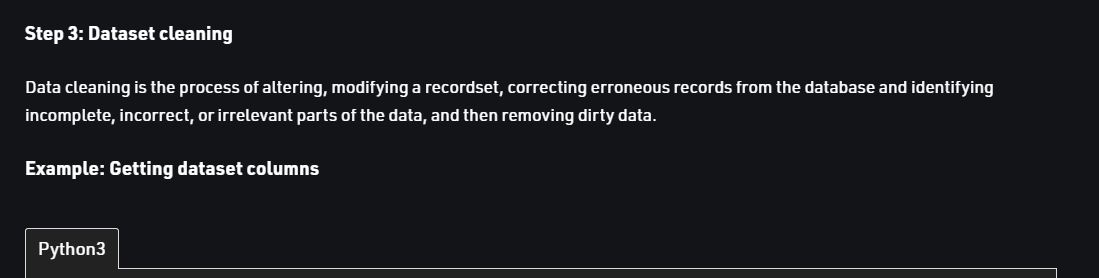 Step 3: Dataset cleaning
Data cleaning is the process of altering, modifying a recordset, correcting erroneous records from the database and identifying
incomplete, incorrect, or irrelevant parts of the data, and then removing dirty data.
Example: Getting dataset columns
Python3